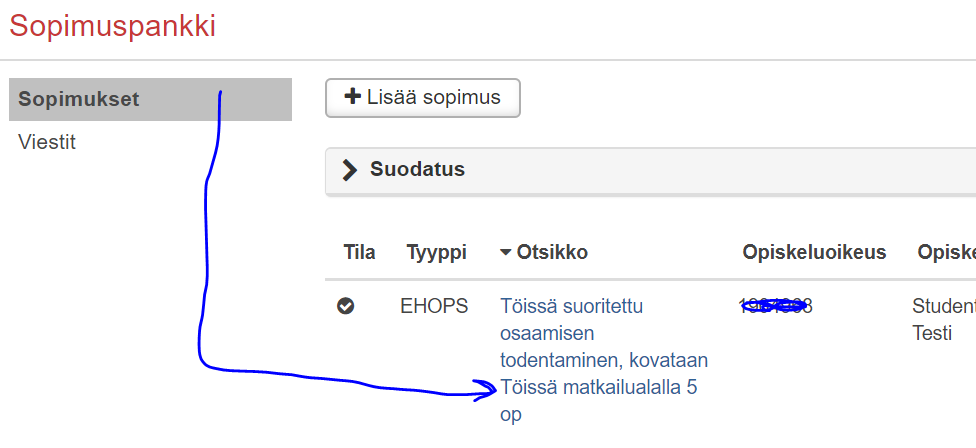 Sopimuspankki
Sopimukset
Viestit
Lisää sopimus
Suodatus
Tila Tyyppi Otsikko Opiskeluoikeus Opiske
EHOPS Töissä suoritettu Student
osaamisen Testi
todentaminen, kovataan
Töissä matkailualalla 5
op